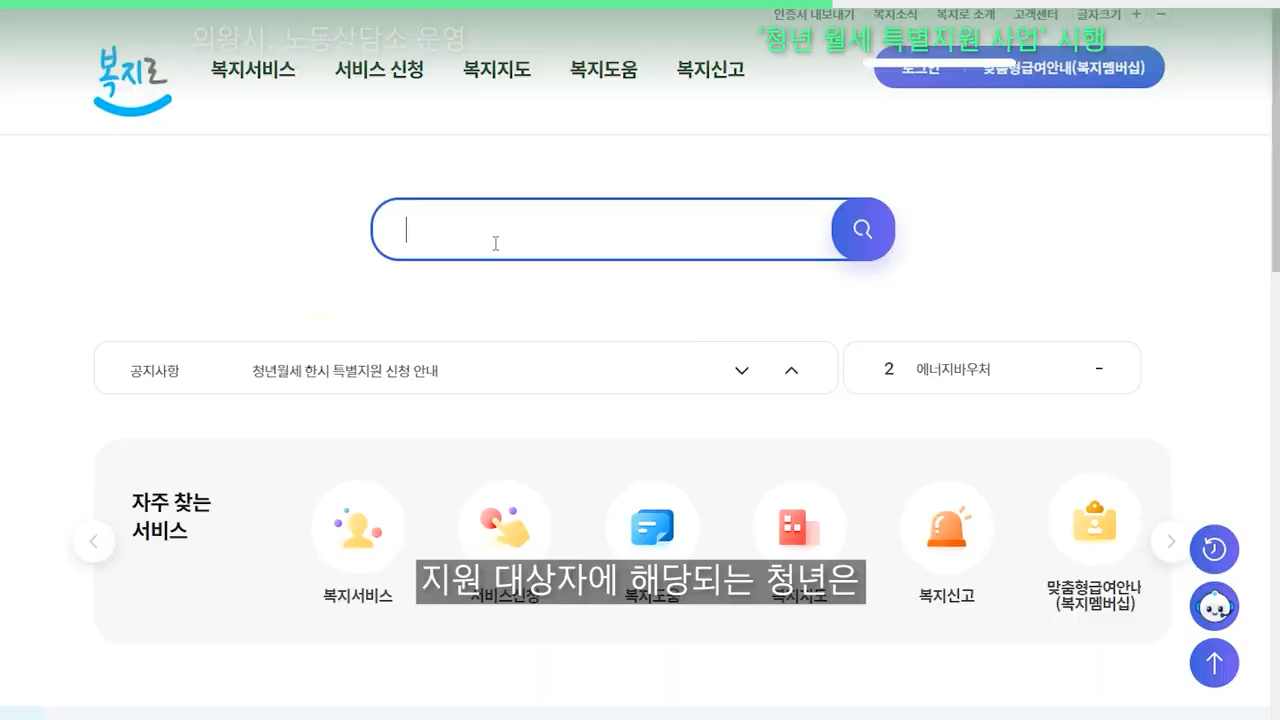 인증서 내보내기 복지소식 복지로 소개 고객센터 글자크기 + -
의왕시, 노동상담소 운영
'청년 월세 특별지원 사업' 시행
복지로
복지서비스 서비스 신청 복지지도 복지도움 복지신고
로그인 맞춤형급여안내(복지멤버십)
공지사항 청년월세 한시 특별지원 신청 안내
2 에너지바우처 -
자주 찾는
서비스
지원 대상자에 해당되는 청년은
복지서비스 서비스신청 복지도움 복지지도 복지신고 맞춤형급여안내
(복지멤버십)